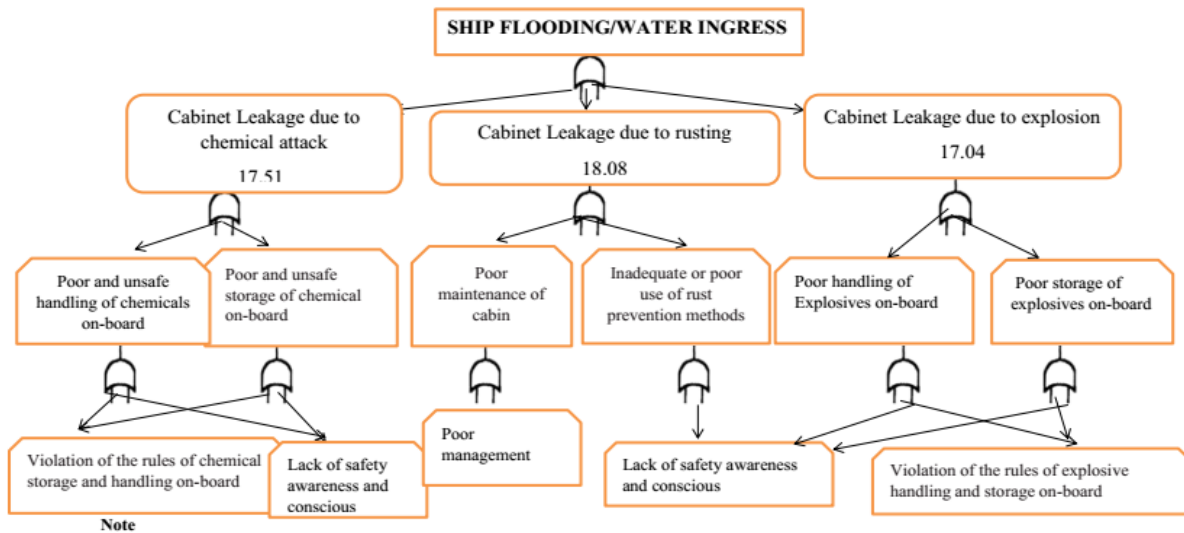 SHIP FLOODING/WATER INGRESS
Cabinet Leakage due to
chemical attack
17.51
Cabinet Leakage due to rusting
18.08
Cabinet Leakage due to explosion
17.04
Poor and unsafe
handling of chemicals
on-board
Poor and unsafe
storage of chemical
on-board
Poor
maintenance of
cabin
Inadequate or poor
use of rust
prevention methods
Poor handling of
Explosives on-board
Poor storage of
explosives on-board
Violation of the rules of chemical
storage and handling on-board
Lack of safety
awareness and
conscious
Poor
management
Lack of safety awareness
and conscious
Violation of the rules of explosive
handling and storage on-board
Note